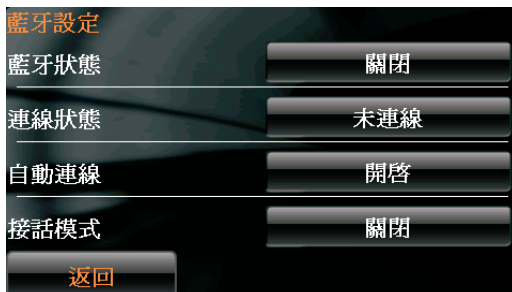 藍牙設定
藍牙狀態 關閉
連線狀態 未連線
自動連線 開啓
接話模式 關閉
返回